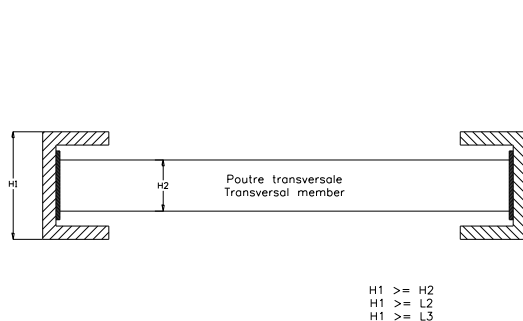 Poutre transversale
Transversal member
H1
H2
H1 >= H2
H1 >= L2
H1 >= L3